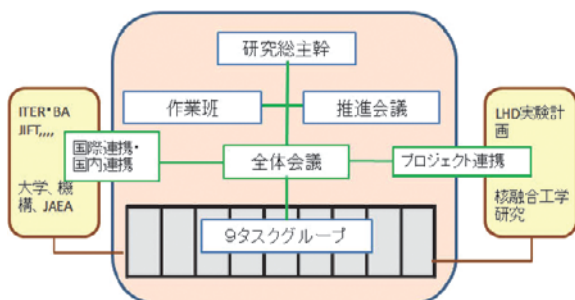 研究総主幹
作業班
推進会議
ITER・BA
JIFT,,,,
国際連携・
国内連携
大学、機
構、JAEA
全体会議
プロジェクト連携
LHD実験計
画
核融合工学
研究
9タスクグループ